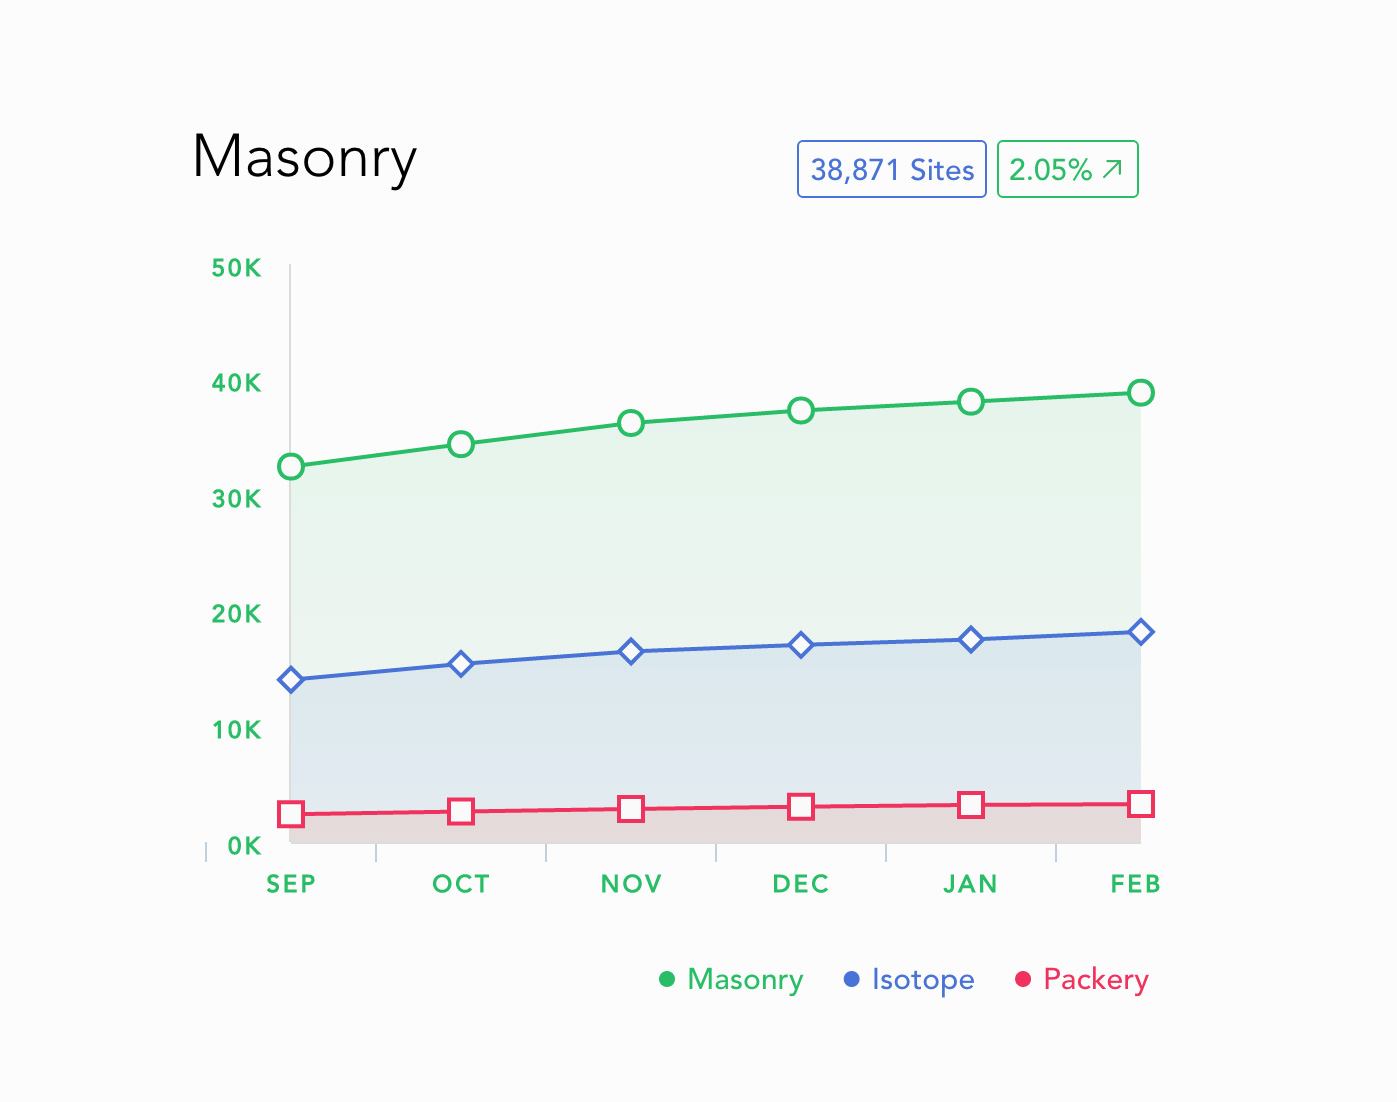 Masonry
38,871 Sites
2.05%
50K
40K
30K
20K
10K
0K
SEP OCT NOV DEC JAN FEB
Masonry Isotope Packery